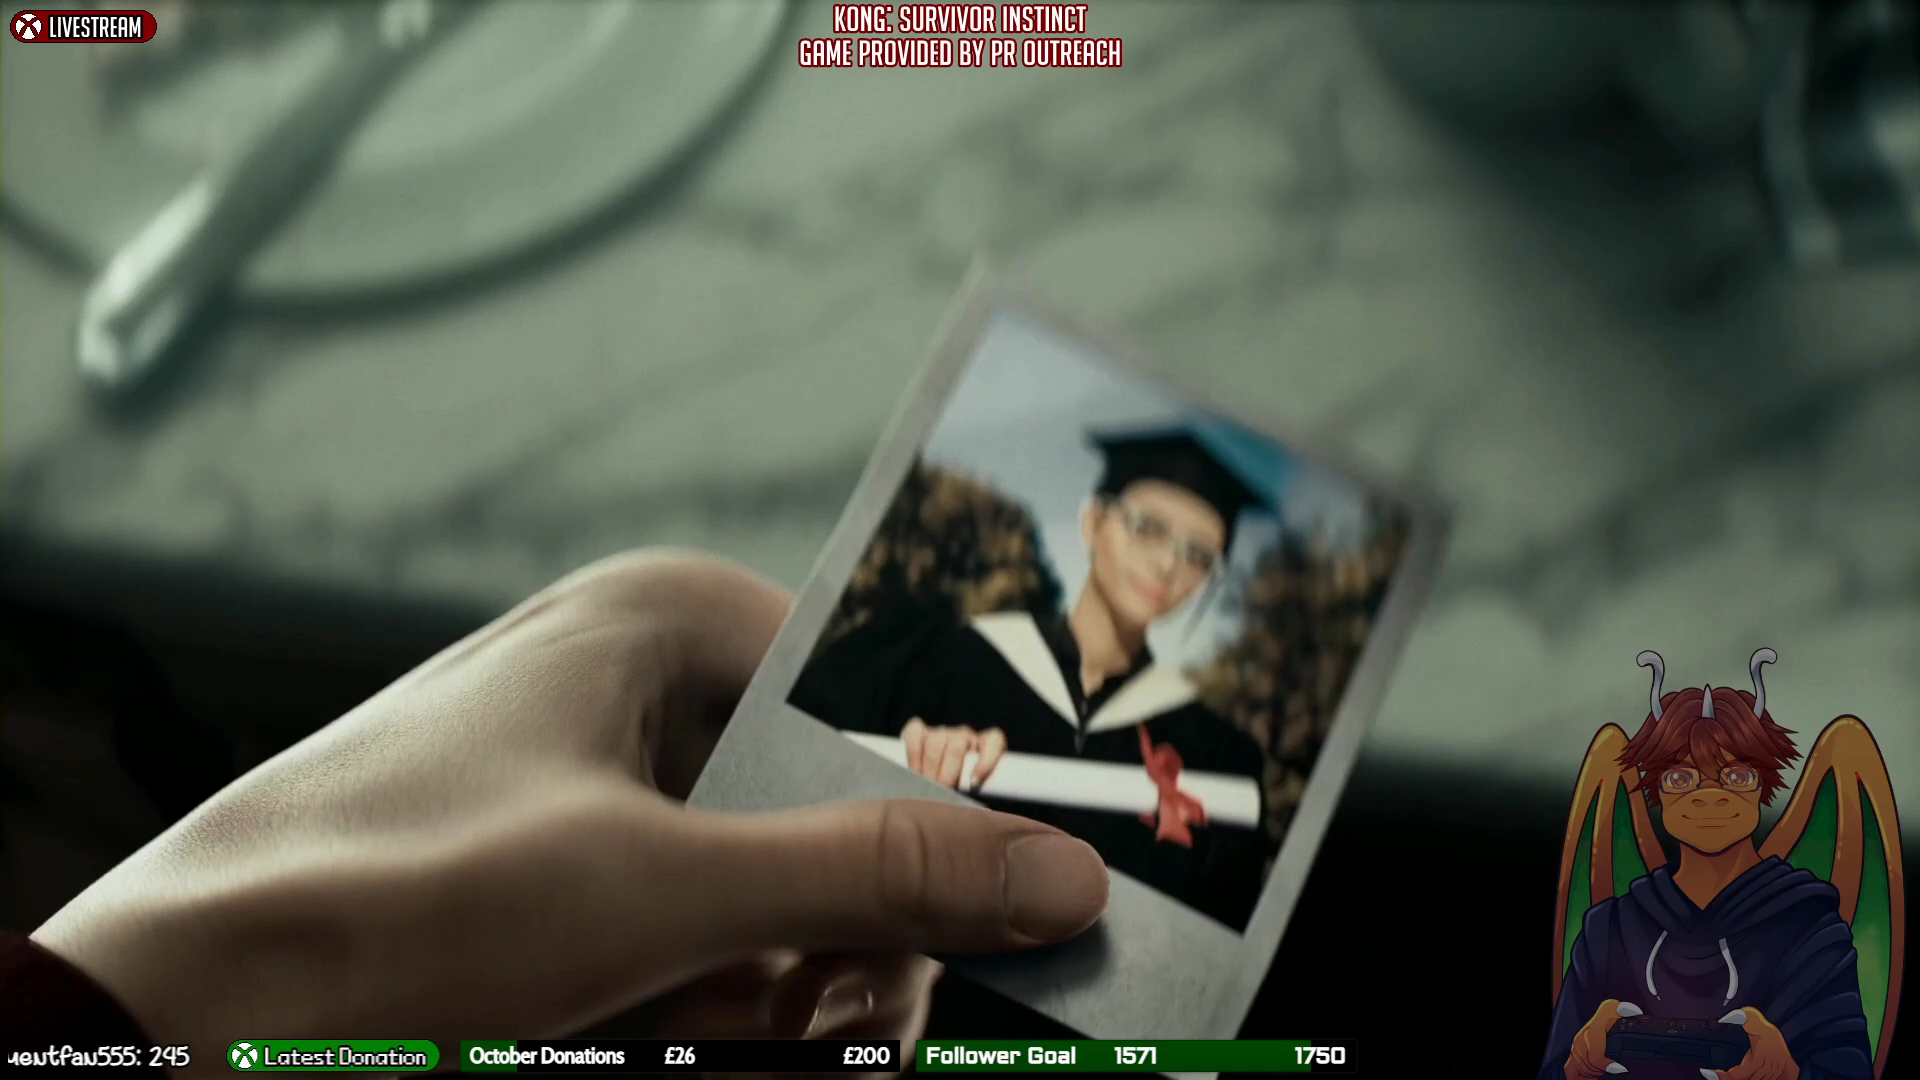 LIVESTREAM
KONG: SURVIVOR INSTINCT
GAME PROVIDED BY PR OUTREACH
555: 245
Latest Donation
October Donations £26 £200
Follower Goal 1571 1750